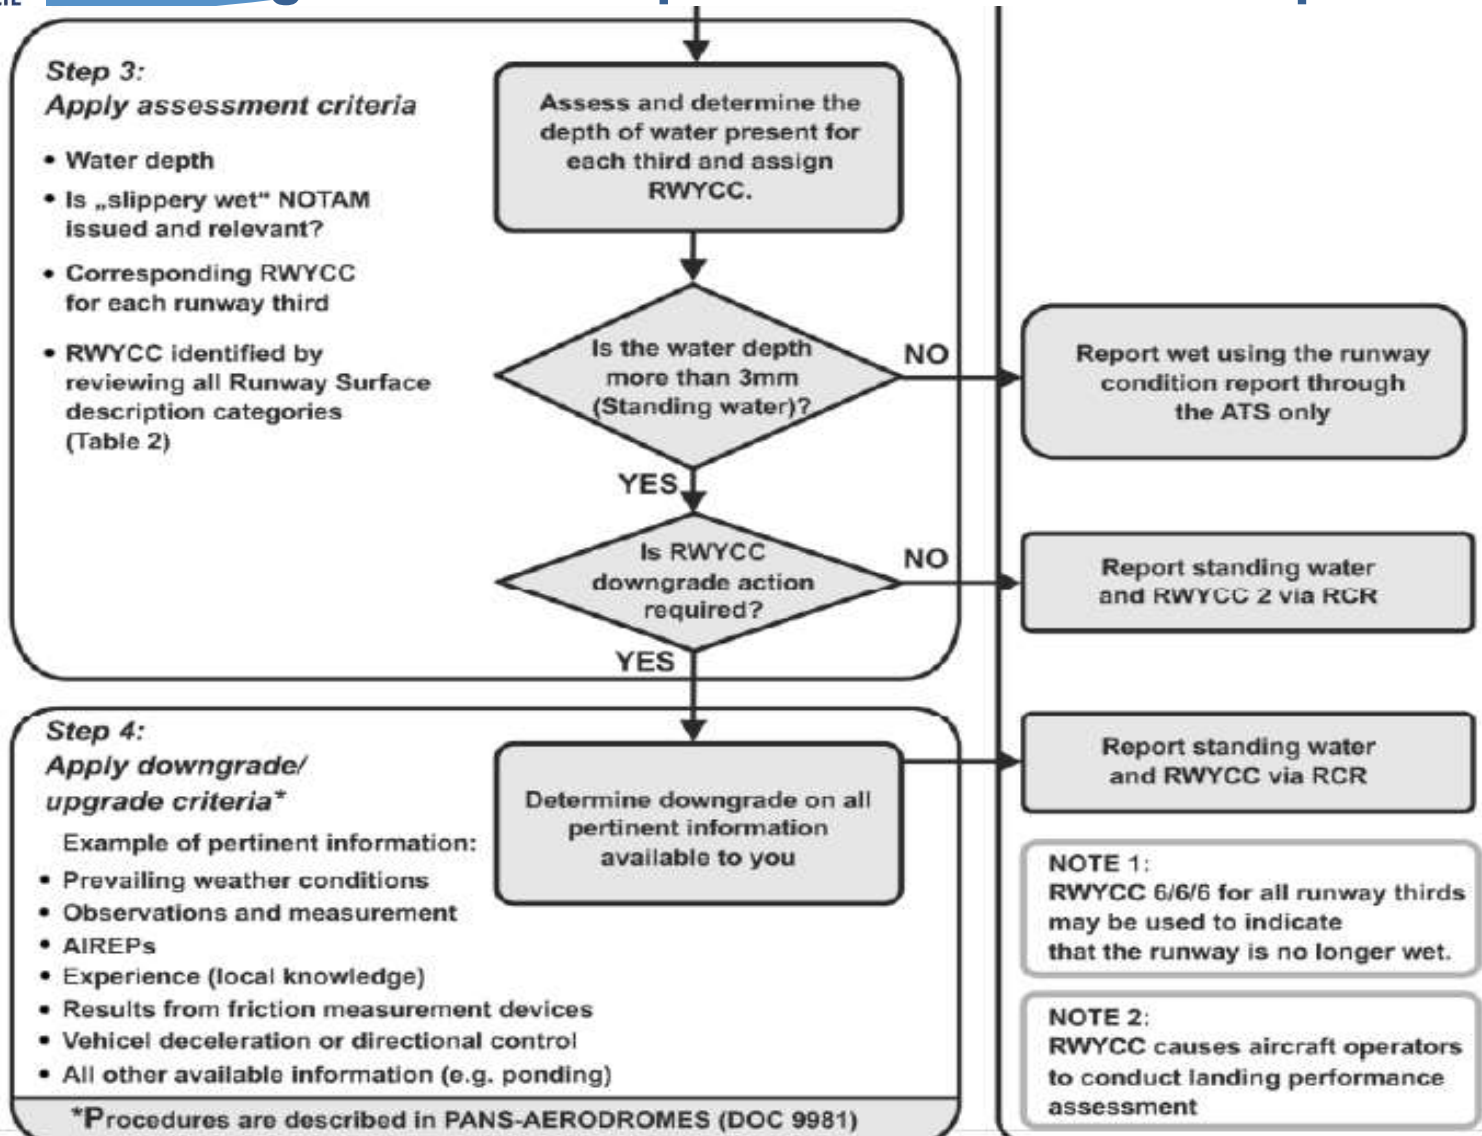 Step 3:
Apply assessment criteria
• Water depth
• Is „slippery wet“ NOTAM
issued and relevant?
• Corresponding RWYCC
for each runway third
• RWYCC identified by
reviewing all Runway Surface
description categories
(Table 2)
Assess and determine the
depth of water present for
each third and assign
RWYCC.
Is the water depth
more than 3mm
(Standing water)?
NO
Report wet using the runway
condition report through
the ATS only
YES
Is RWYCC
downgrade action
required?
NO
Report standing water
and RWYCC 2 via RCR
YES
Step 4:
Apply downgrade/
upgrade criteria*
Example of pertinent information:
• Prevailing weather conditions
• Observations and measurement
• AIREPs
• Experience (local knowledge)
• Results from friction measurement devices
• Vehicel deceleration or directional control
• All other available information (e.g. ponding)
Determine downgrade on all
pertinent information
available to you
Report standing water
and RWYCC via RCR
NOTE 1:
RWYCC 6/6/6 for all runway thirds
may be used to indicate
that the runway is no longer wet.
NOTE 2:
RWYCC causes aircraft operators
to conduct landing performance
assessment
*Procedures are described in PANS-AERODROMES (DOC 9981)